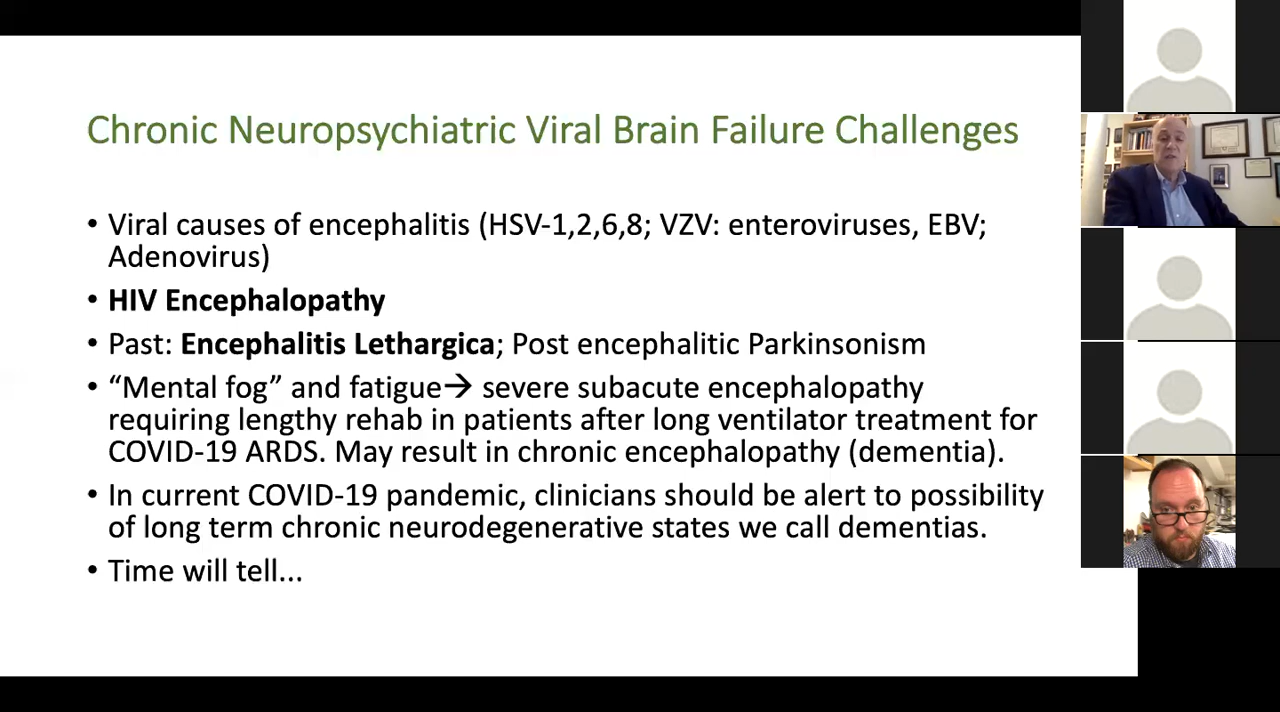 Chronic Neuropsychiatric Viral Brain Failure Challenges
• Viral causes of encephalitis (HSV-1,2,6,8; VZV: enteroviruses, EBV;
Adenovirus)
• HIV Encephalopathy
• Past: Encephalitis Lethargica; Post encephalitic Parkinsonism
• “Mental fog” and fatigue→ severe subacute encephalopathy
requiring lengthy rehab in patients after long ventilator treatment for
COVID-19 ARDS. May result in chronic encephalopathy (dementia).
• In current COVID-19 pandemic, clinicians should be alert to possibility
of long term chronic neurodegenerative states we call dementias.
• Time will tell...